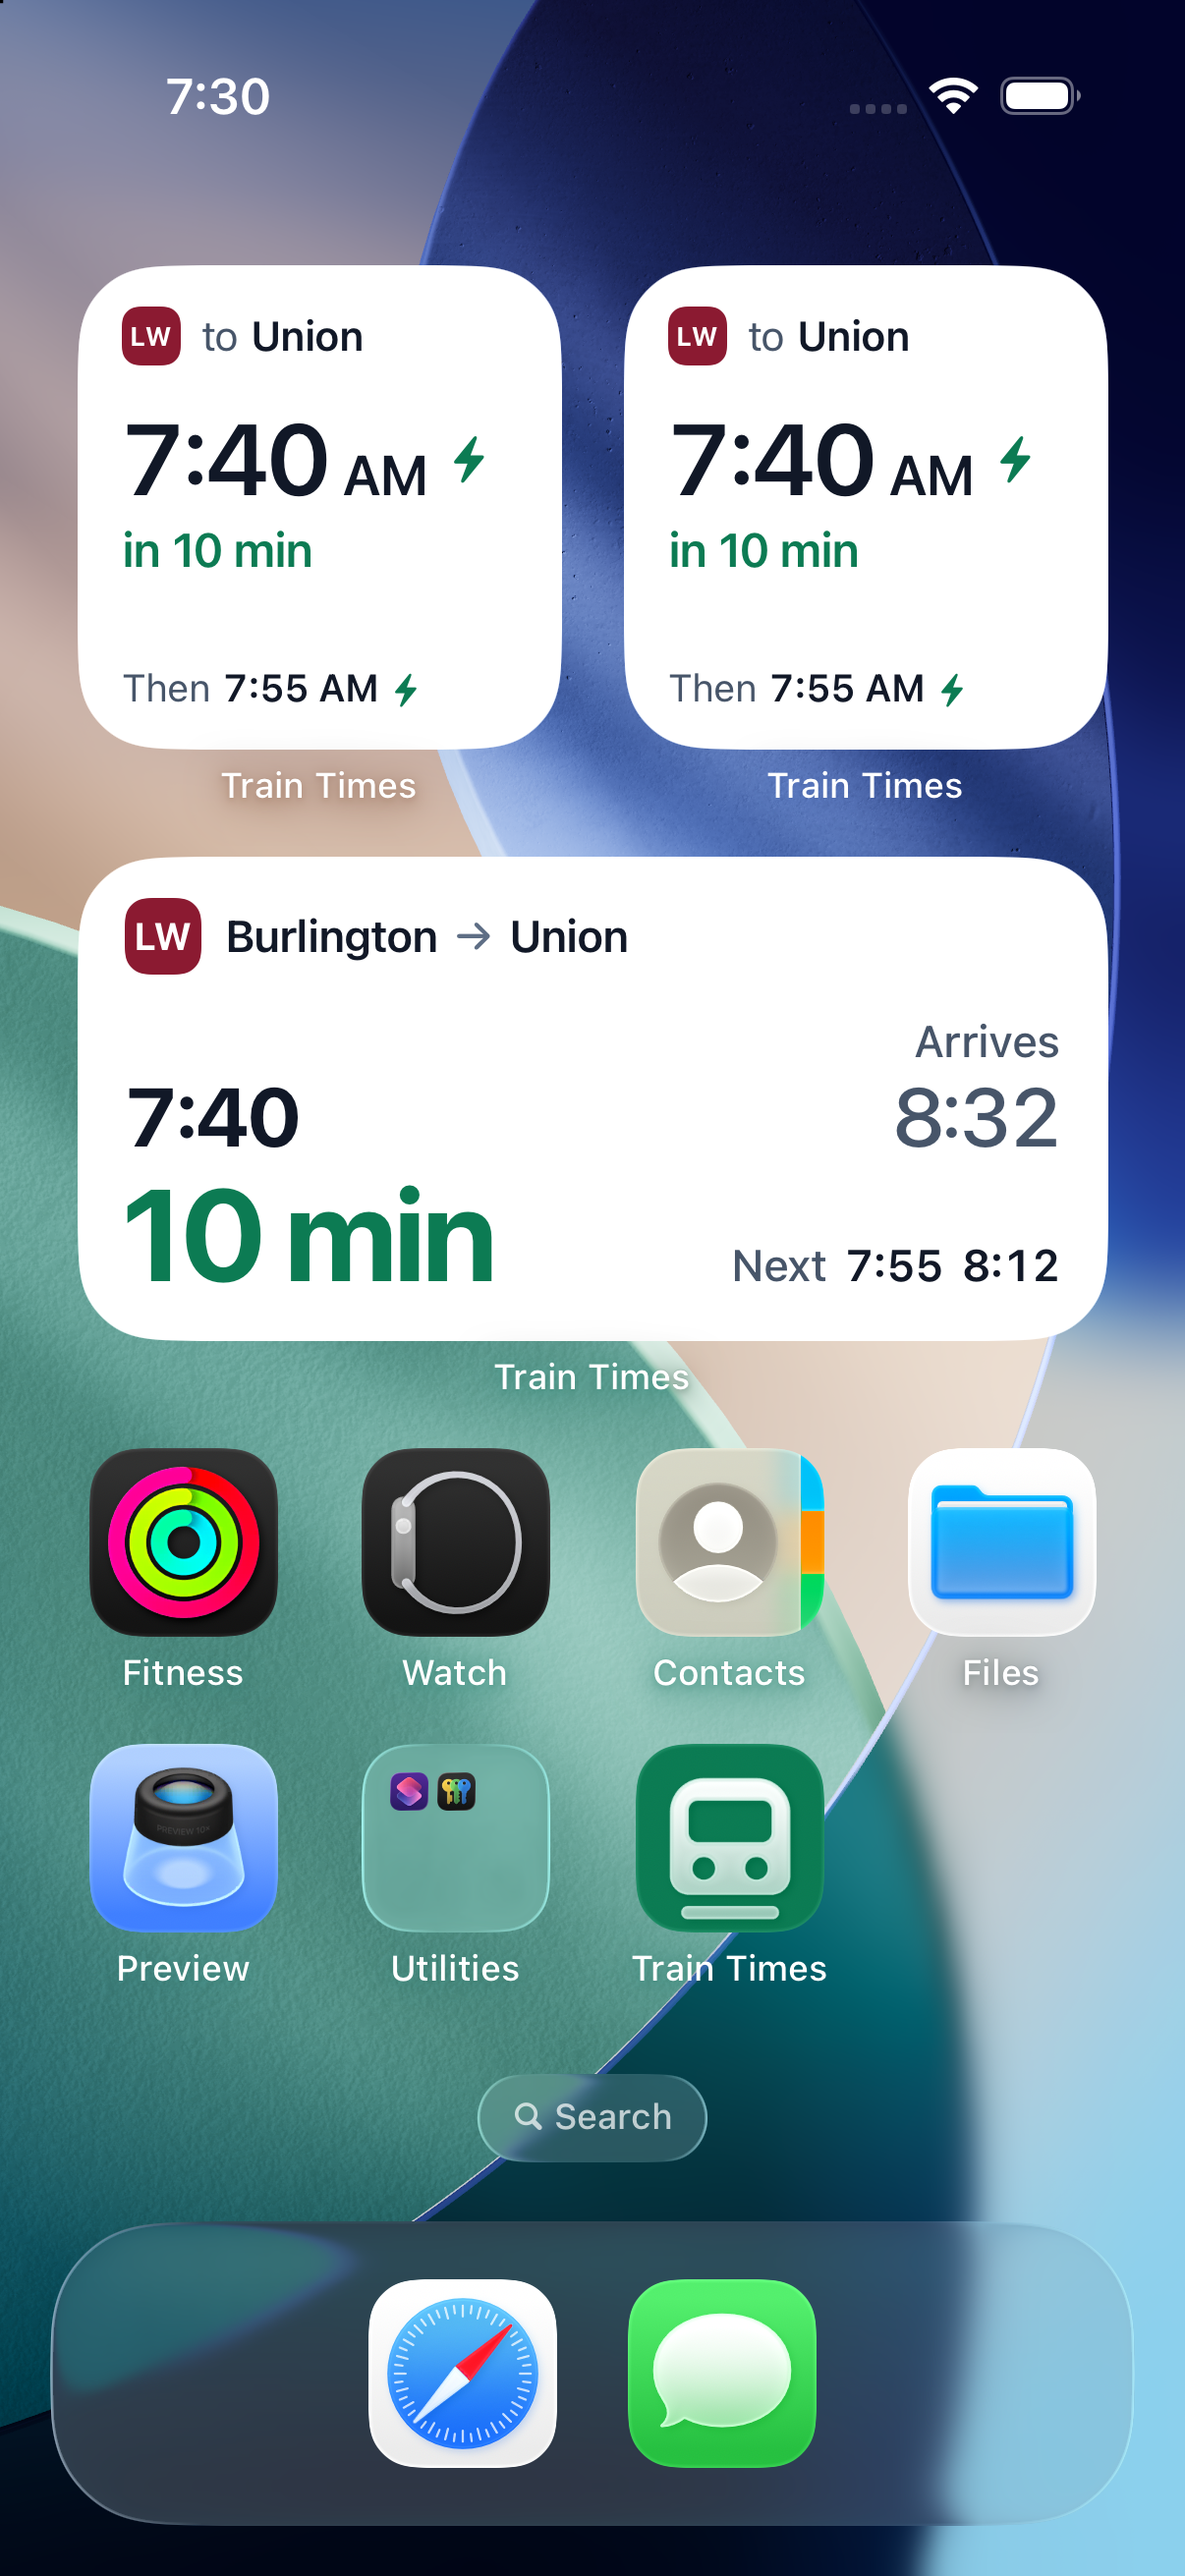 7:30
LW to Union
7:40 AM
in 10 min
Then 7:55 AM
Train Times
LW to Union
7:40 AM
in 10 min
Then 7:55 AM
Train Times
LW Burlington → Union
Arrives
7:40 8:32
10 min
Next 7:55 8:12
Train Times
Fitness Watch Contacts Files
PREVIEW 10×
Preview Utilities Train Times
Search